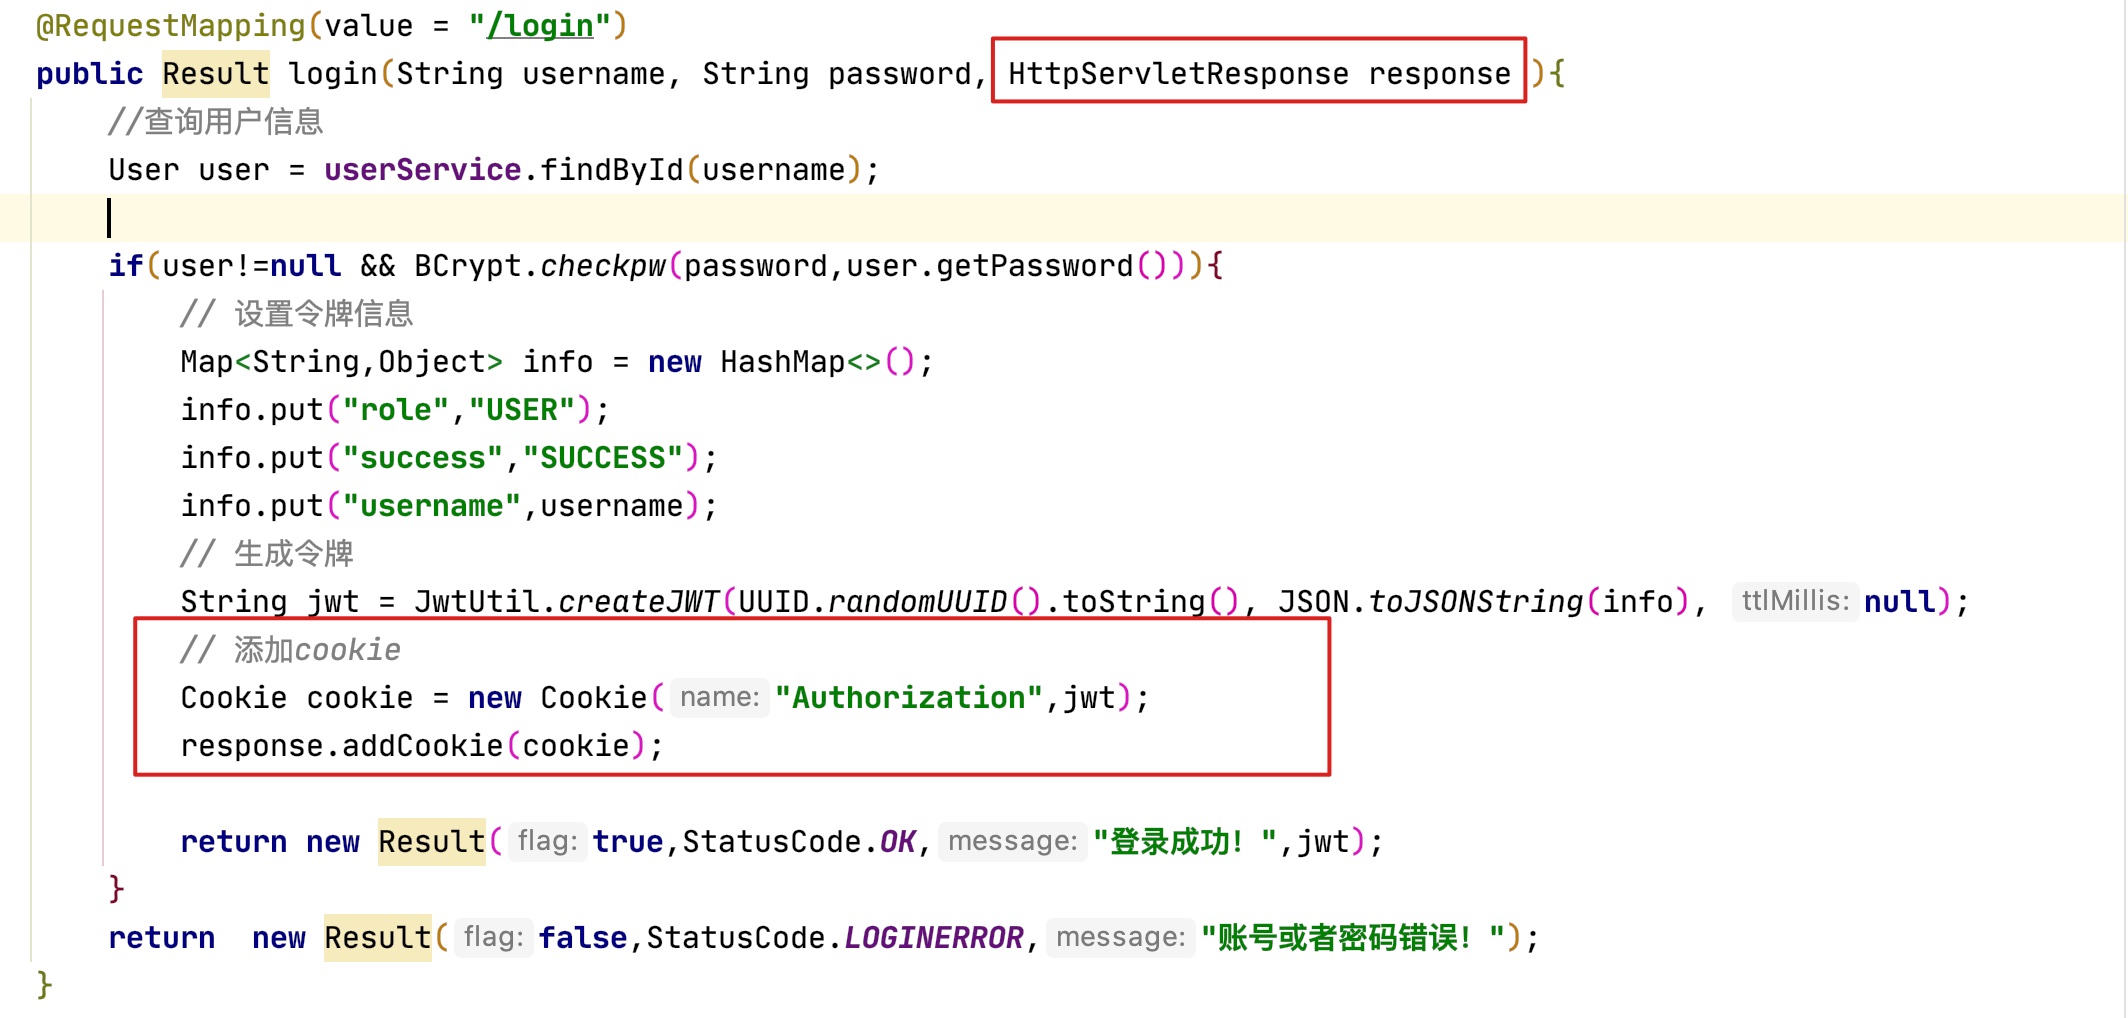 @RequestMapping(value = "/login")
public Result login(String username, String password, HttpServletResponse response ){
//查询用户信息
User user = userService.findById(username);
if(user!=null && BCrypt.checkpw(password,user.getPassword())){
// 设置令牌信息
Map<String,Object> info = new HashMap<>();
info.put("role","USER");
info.put("success","SUCCESS");
info.put("username",username);
// 生成令牌
String jwt = JwtUtil.createJWT(UUID.randomUUID().toString(), JSON.toJSONString(info), ttlMillis: null);
// 添加cookie
Cookie cookie = new Cookie( name: "Authorization",jwt);
response.addCookie(cookie);
return new Result( flag: true,StatusCode.OK, message: "登录成功！",jwt);
}
return  new Result( flag: false,StatusCode.LOGINERROR, message: "账号或者密码错误！");
}